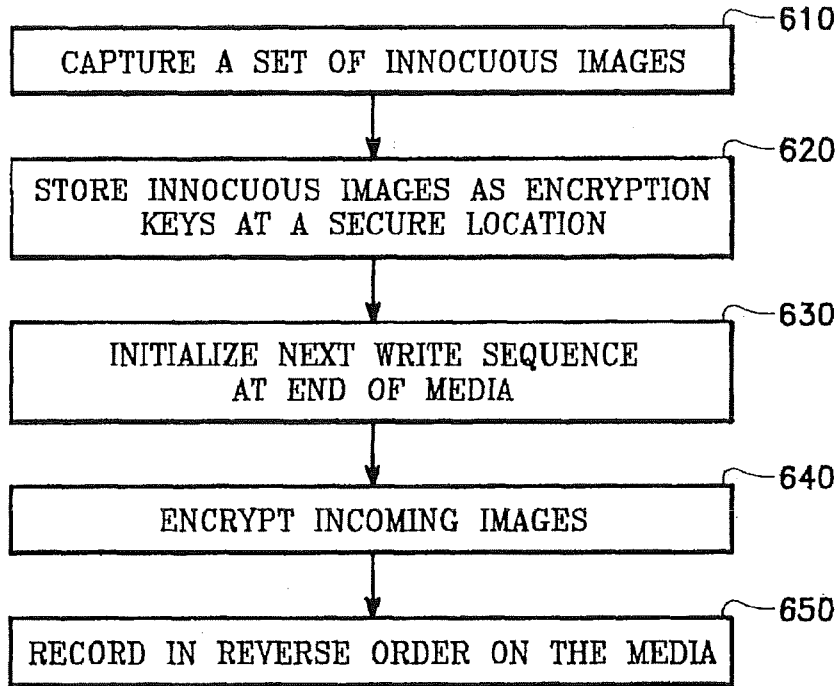 610
CAPTURE A SET OF INNOCUOUS IMAGES
620
STORE INNOCUOUS IMAGES AS ENCRYPTION
KEYS AT A SECURE LOCATION
630
INITIALIZE NEXT WRITE SEQUENCE
AT END OF MEDIA
640
ENCRYPT INCOMING IMAGES
650
RECORD IN REVERSE ORDER ON THE MEDIA